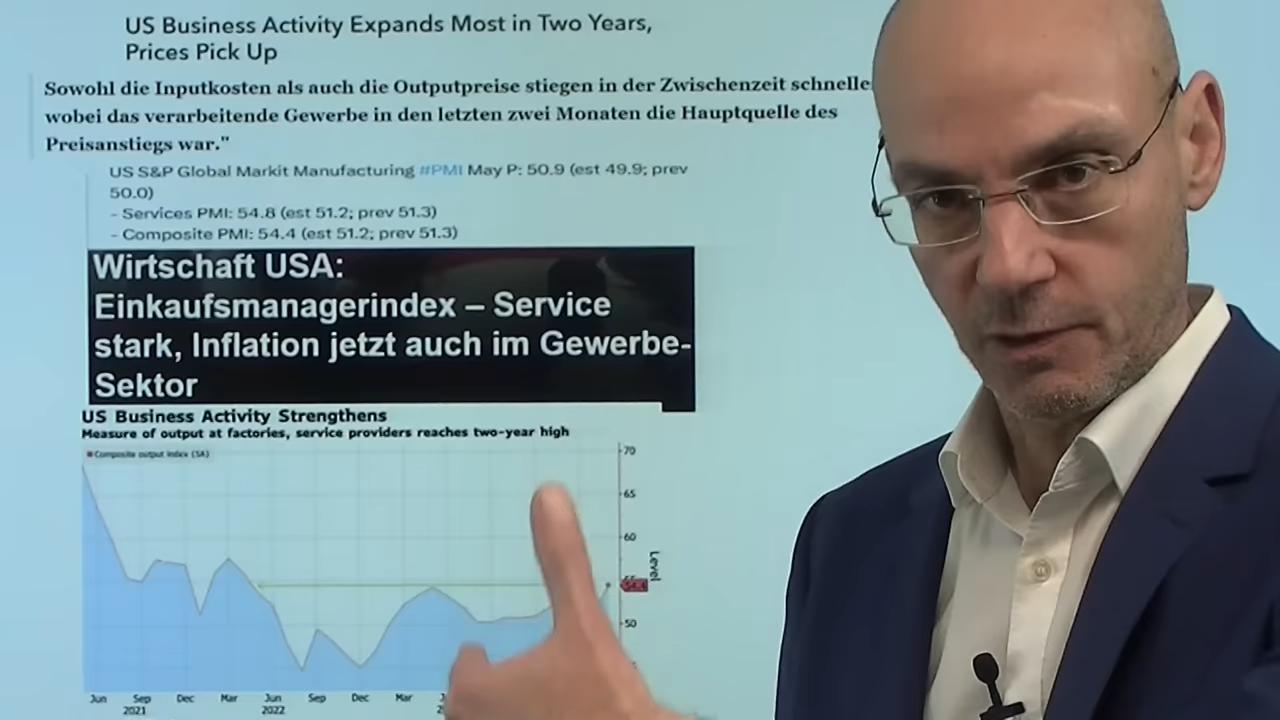 US Business Activity Expands Most in Two Years,
Prices Pick Up
Sowohl die Inputkosten als auch die Outputpreise stiegen in der Zwischenzeit schnelle
wobei das verarbeitende Gewerbe in den letzten zwei Monaten die Hauptquelle des
Preisanstiegs war."
US S&P Global Markit Manufacturing #PMI May P: 50.9 (est 49.9; prev
50.0)
- Services PMI: 54.8 (est 51.2; prev 51.3)
- Composite PMI: 54.4 (est 51.2; prev 51.3)
Wirtschaft USA:
Einkaufsmanagerindex – Service
stark, Inflation jetzt auch im Gewerbe-
Sektor
US Business Activity Strengthens
Measure of output at factories, service providers reaches two-year high
Composite output index (SA)
70
65
60
Level
50
Jun Sep Dec Mar Jun Sep Dec Mar
2021 2022